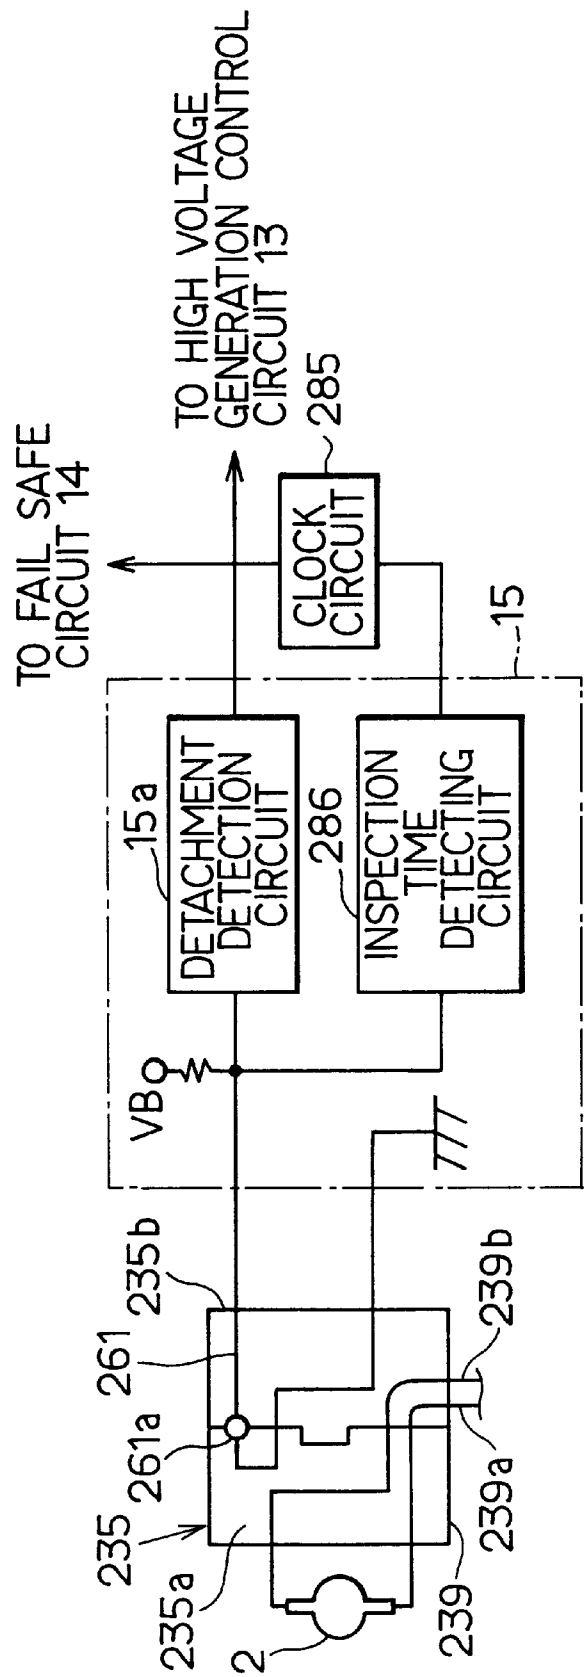 TO FAIL SAFE
CIRCUIT 14
TO HIGH VOLTAGE
GENERATION CONTROL
CIRCUIT 13
285
CLOCK
CIRCUIT
15
15a
DETACHMENT
DETECTION
CIRCUIT
286
INSPECTION
TIME
DETECTING
CIRCUIT
VB
235b
261
261a
235
235a
2
239
239a
239b